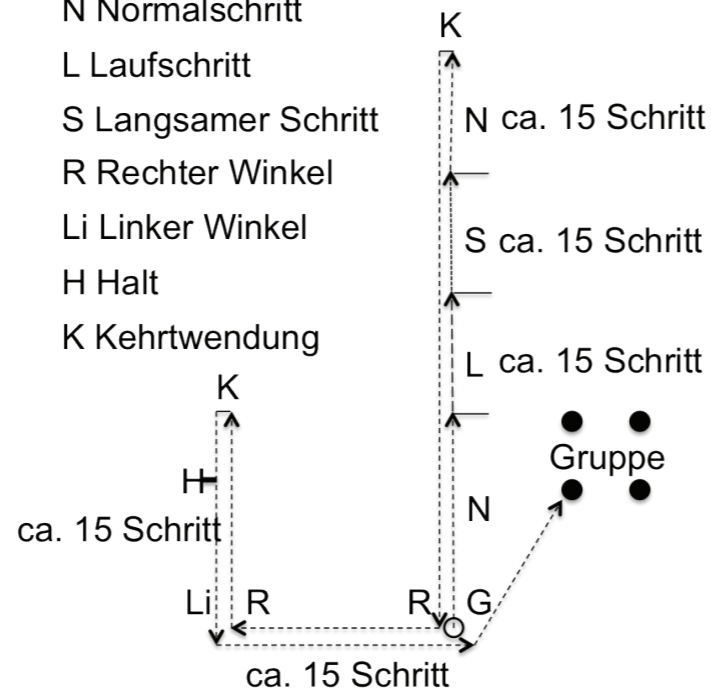 N Normalschritt
L Laufschritt
S Langsamer Schritt
R Rechter Winkel
Li Linker Winkel
H Halt
K Kehrtwendung
K
N ca. 15 Schritt
S ca. 15 Schritt
L ca. 15 Schritt
K
Gruppe
H
N
ca. 15 Schritt
Li R
R G
ca. 15 Schritt